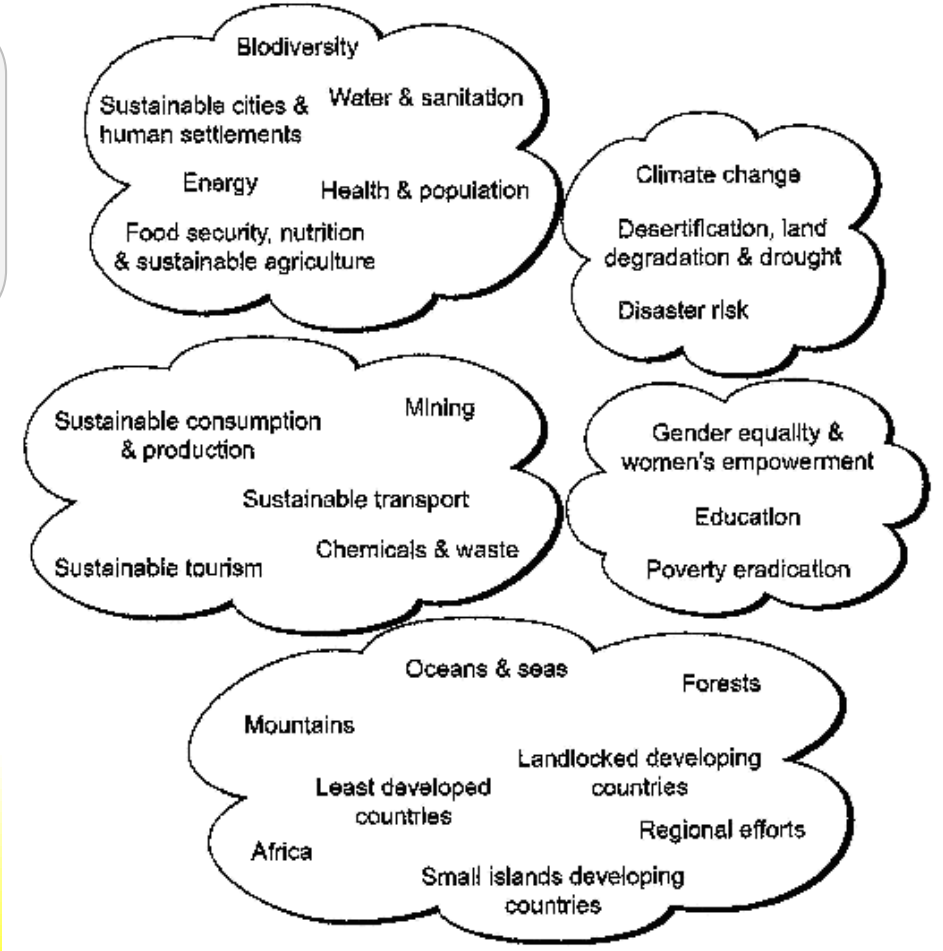 Biodiversity
Sustainable cities &
human settlements
Water & sanitation
Energy
Health & population
Food security, nutrition
& sustainable agriculture
Climate change
Desertification, land
degradation & drought
Disaster risk
Sustainable consumption
& production
Mining
Sustainable transport
Chemicals & waste
Sustainable tourism
Gender equality &
women's empowerment
Education
Poverty eradication
Oceans & seas
Forests
Mountains
Landlocked developing
countries
Least developed
countries
Regional efforts
Africa
Small islands developing
countries